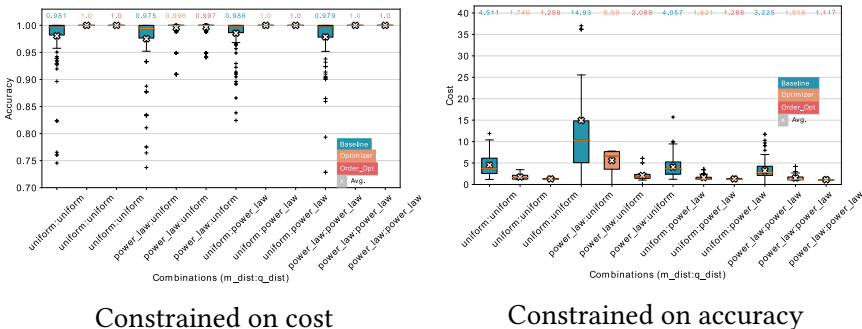 0.981 1.0 1.0 0.975 0.996 0.997 0.986 1.0 1.0 0.979 1.0 1.0
1.00
0.95
0.90
0.85
0.80
0.75
0.70
Accuracy
Baseline
Optimizer
Order_Opt
x Avg.
uniform:uniform
uniform:uniform
uniform:uniform
power_law:uniform
power_law:uniform
power_law:uniform
uniform:power_law
uniform:power_law
uniform:power_law
power_law:power_law
power_law:power_law
power_law:power_law
Combinations (m_dist:q_dist)
Constrained on cost
4.511 1.746 1.298 14.93 5.59 2.089 4.057 1.621 1.288 3.225 1.516 1.117
40
35
30
25
20
15
10
5
0
Cost
Baseline
Optimizer
Order_Opt
x Avg.
uniform:uniform
uniform:uniform
uniform:uniform
power_law:uniform
power_law:uniform
power_law:uniform
uniform:power_law
uniform:power_law
uniform:power_law
power_law:power_law
power_law:power_law
power_law:power_law
Combinations (m_dist:q_dist)
Constrained on accuracy